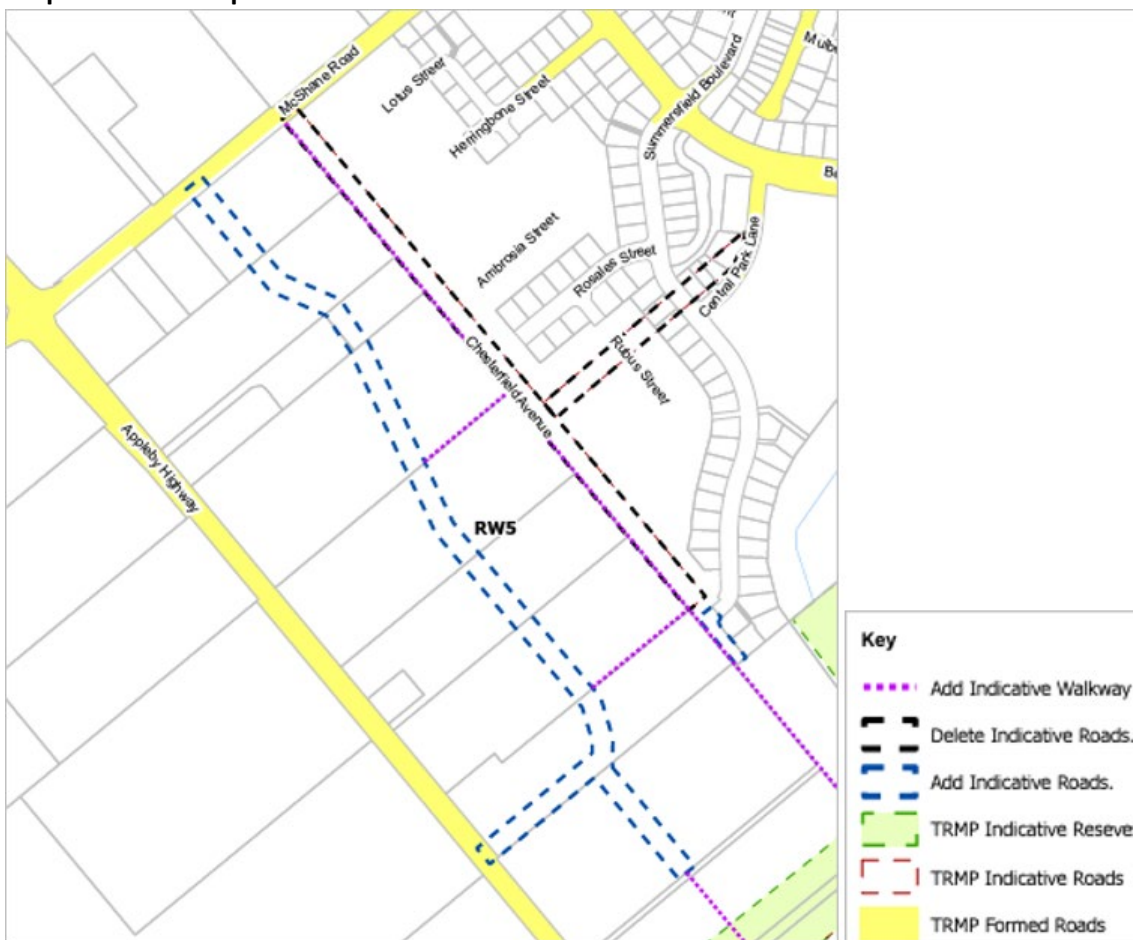 McShane Road
Lotus Street
Herringbone Street
Summersfield Boulevard
Ambrosia Street
Rosales Street
Central Park Lane
Rubus Street
Chesterfield Avenue
Appleby Highway
RW5
Key
Add Indicative Walkway
Delete Indicative Roads.
Add Indicative Roads.
TRMP Indicative Reseve
TRMP Indicative Roads
TRMP Formed Roads